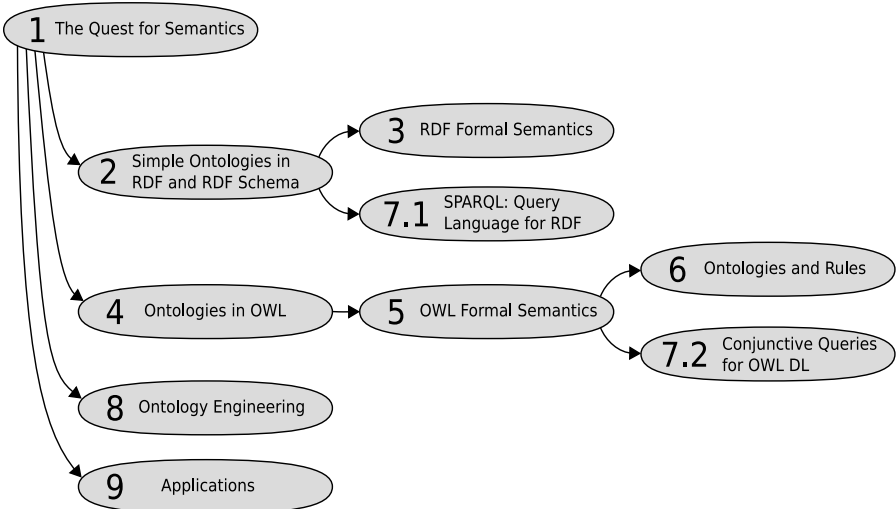 1 The Quest for Semantics
2 Simple Ontologies in
RDF and RDF Schema
3 RDF Formal Semantics
7.1 SPARQL: Query
Language for RDF
4 Ontologies in OWL
5 OWL Formal Semantics
6 Ontologies and Rules
7.2 Conjunctive Queries
for OWL DL
8 Ontology Engineering
9 Applications